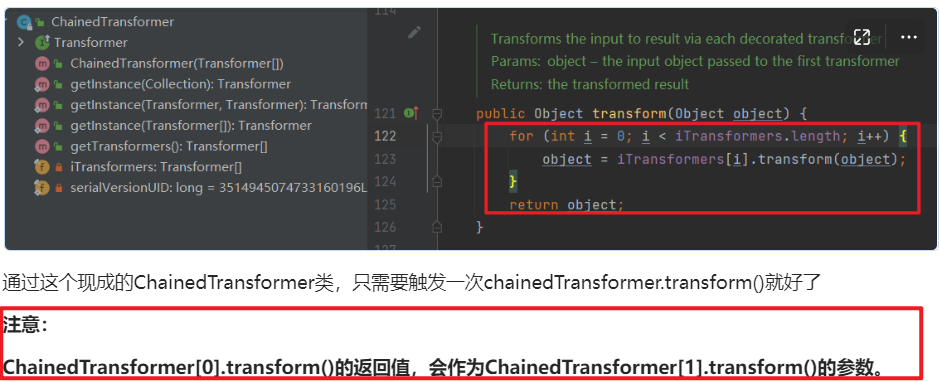 ChainedTransformer
Transformer
ChainedTransformer(Transformer[])
getInstance(Collection): Transformer
getInstance(Transformer, Transformer): Transform
getInstance(Transformer[]): Transformer
getTransformers(): Transformer[]
iTransformers: Transformer[]
serialVersionUID: long = 3514945074733160196L
114
Transforms the input to result via each decorated transformer
Params: object – the input object passed to the first transformer
Returns: the transformed result
121 public Object transform(Object object) {
122 for (int i = 0; i < iTransformers.length; i++) {
123 object = iTransformers[i].transform(object);
124 }
125 return object;
126 }
127
通过这个现成的ChainedTransformer类，只需要触发一次chainedTransformer.transform()就好了
注意：
ChainedTransformer[0].transform()的返回值，会作为ChainedTransformer[1].transform()的参数。